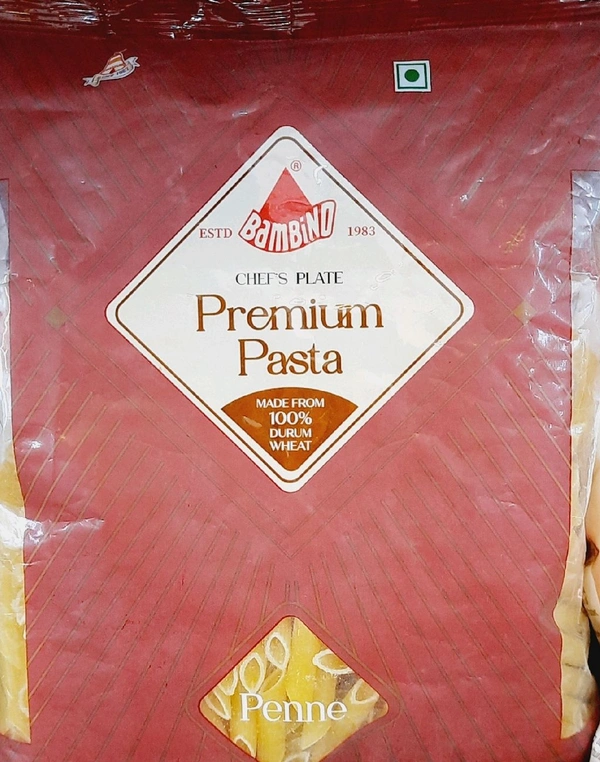 ®
BamBiNO
ESTD 1983
CHEF'S PLATE
Premium
Pasta
MADE FROM
100%
DURUM
WHEAT
Penne